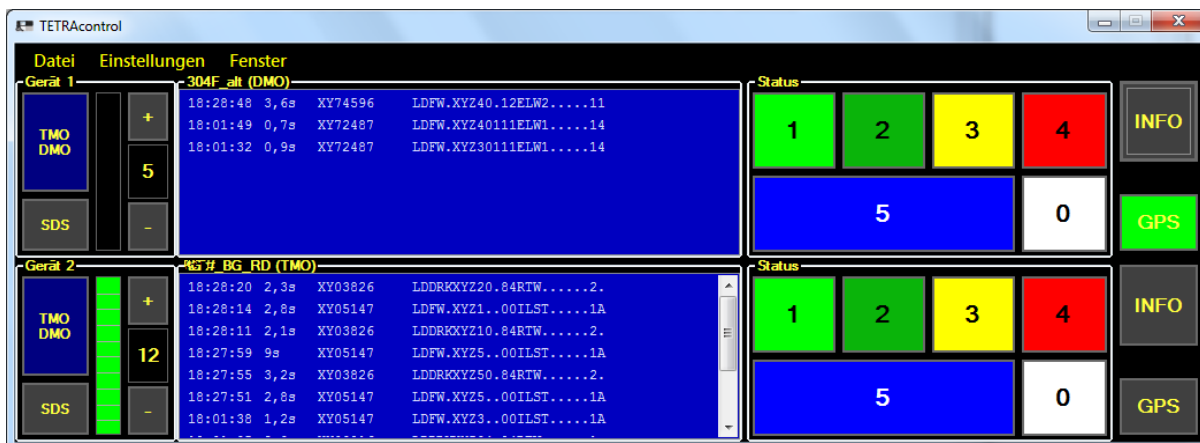 TETRAcontrol
Datei Einstellungen Fenster
Gerät 1
TMO
DMO
SDS
+
5
-
304F_alt (DMO)
18:28:48 3,6s XY74596 LDFW.XYZ40.12ELW2.....11
18:01:49 0,7s XY72487 LDFW.XYZ40111ELW1.....14
18:01:32 0,9s XY72487 LDFW.XYZ30111ELW1.....14
Status
1 2 3 4
5 0
INFO
GPS
Gerät 2
TMO
DMO
SDS
+
12
-
#_BG_RD (TMO)
18:28:20 2,3s XY03826 LDDRKXYZ20.84RTW......2.
18:28:14 2,8s XY05147 LDFW.XYZ1..00ILST.....1A
18:28:11 2,1s XY03826 LDDRKXYZ10.84RTW......2.
18:27:59 9s XY05147 LDFW.XYZ5..00ILST.....1A
18:27:55 3,2s XY03826 LDDRKXYZ50.84RTW......2.
18:27:51 2,8s XY05147 LDFW.XYZ5..00ILST.....1A
18:01:38 1,2s XY05147 LDFW.XYZ3..00ILST.....1A
Status
1 2 3 4
5 0
INFO
GPS